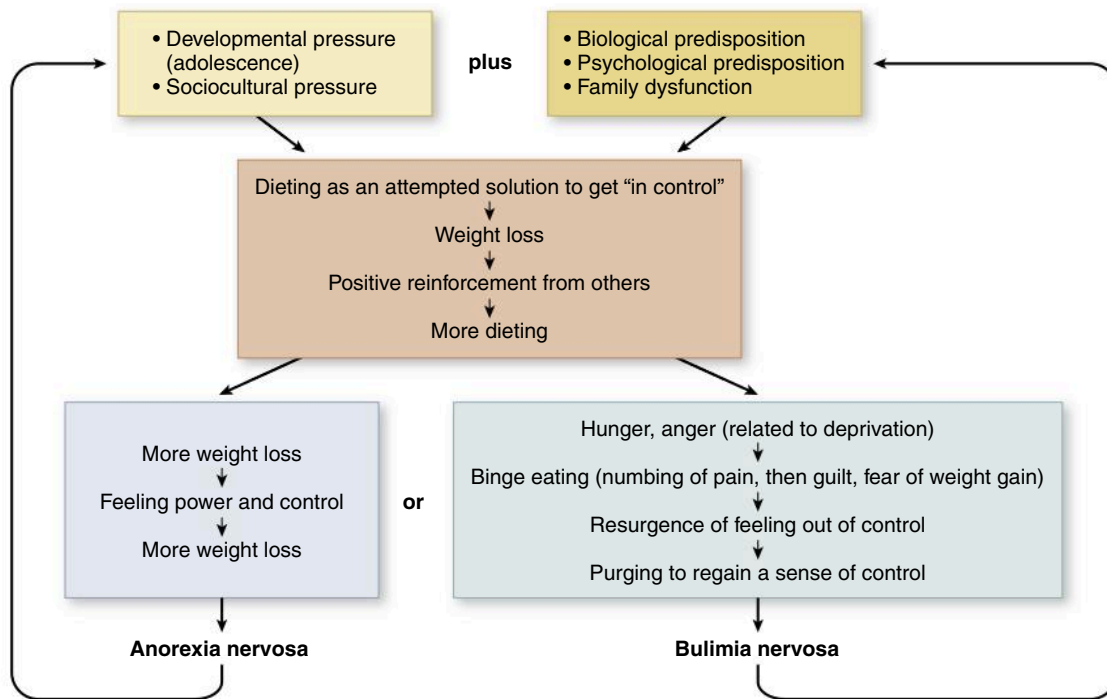 • Developmental pressure
(adolescence)
• Sociocultural pressure
plus
• Biological predisposition
• Psychological predisposition
• Family dysfunction
Dieting as an attempted solution to get “in control”
Weight loss
Positive reinforcement from others
More dieting
More weight loss
Feeling power and control
More weight loss
or
Hunger, anger (related to deprivation)
Binge eating (numbing of pain, then guilt, fear of weight gain)
Resurgence of feeling out of control
Purging to regain a sense of control
Anorexia nervosa
Bulimia nervosa